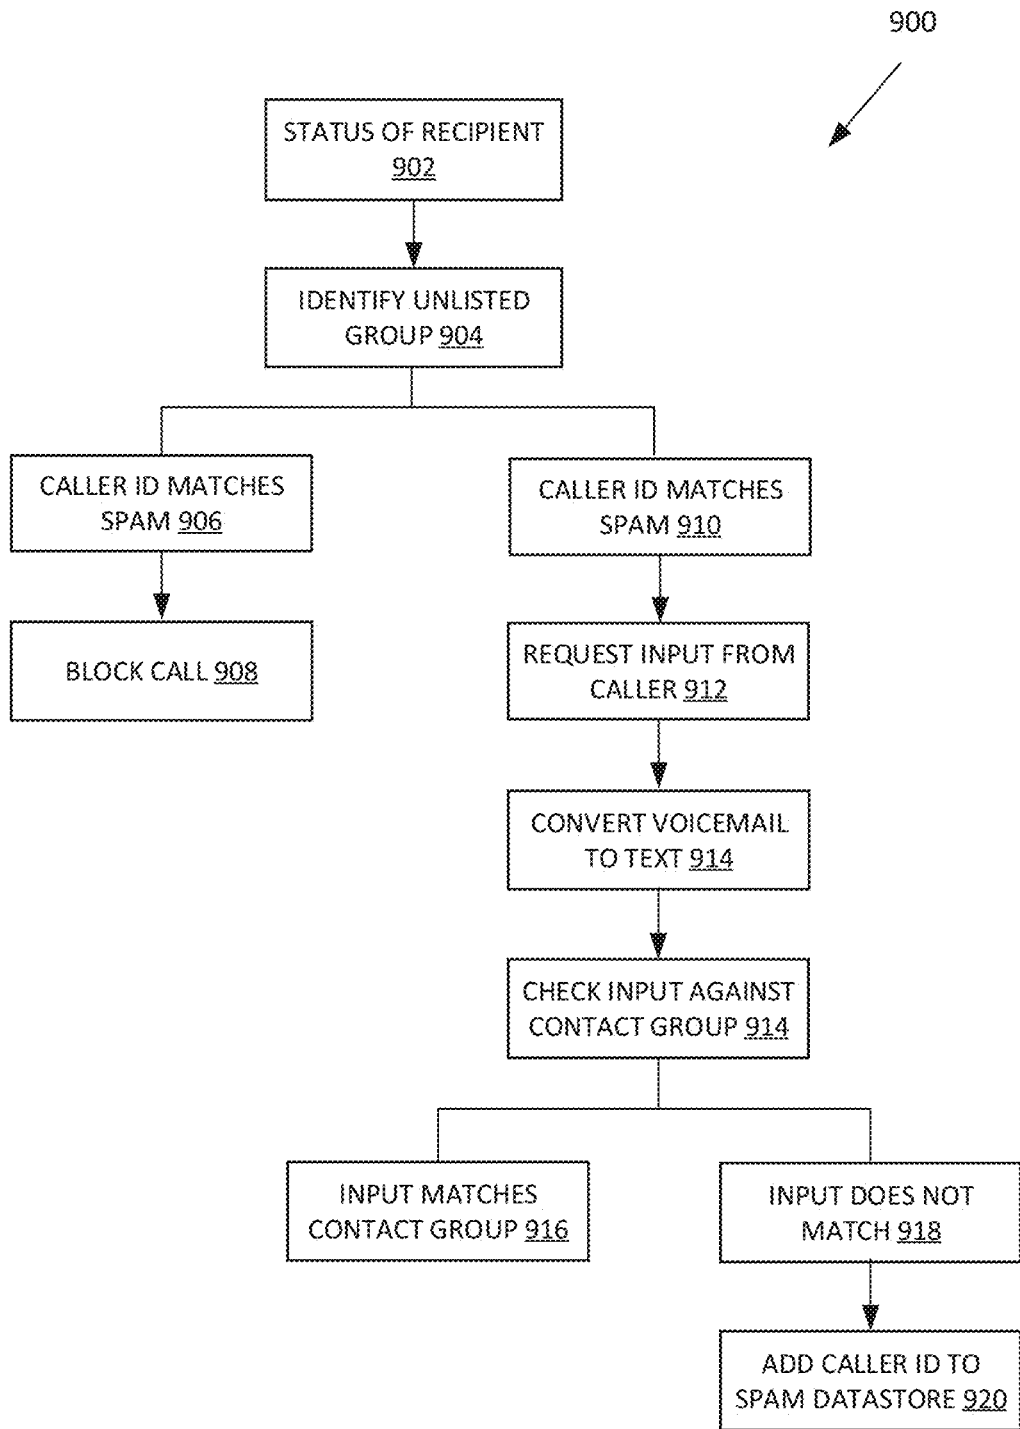 900
STATUS OF RECIPIENT
902
IDENTIFY UNLISTED
GROUP 904
CALLER ID MATCHES
SPAM 906
CALLER ID MATCHES
SPAM 910
BLOCK CALL 908
REQUEST INPUT FROM
CALLER 912
CONVERT VOICEMAIL
TO TEXT 914
CHECK INPUT AGAINST
CONTACT GROUP 914
INPUT MATCHES
CONTACT GROUP 916
INPUT DOES NOT
MATCH 918
ADD CALLER ID TO
SPAM DATASTORE 920